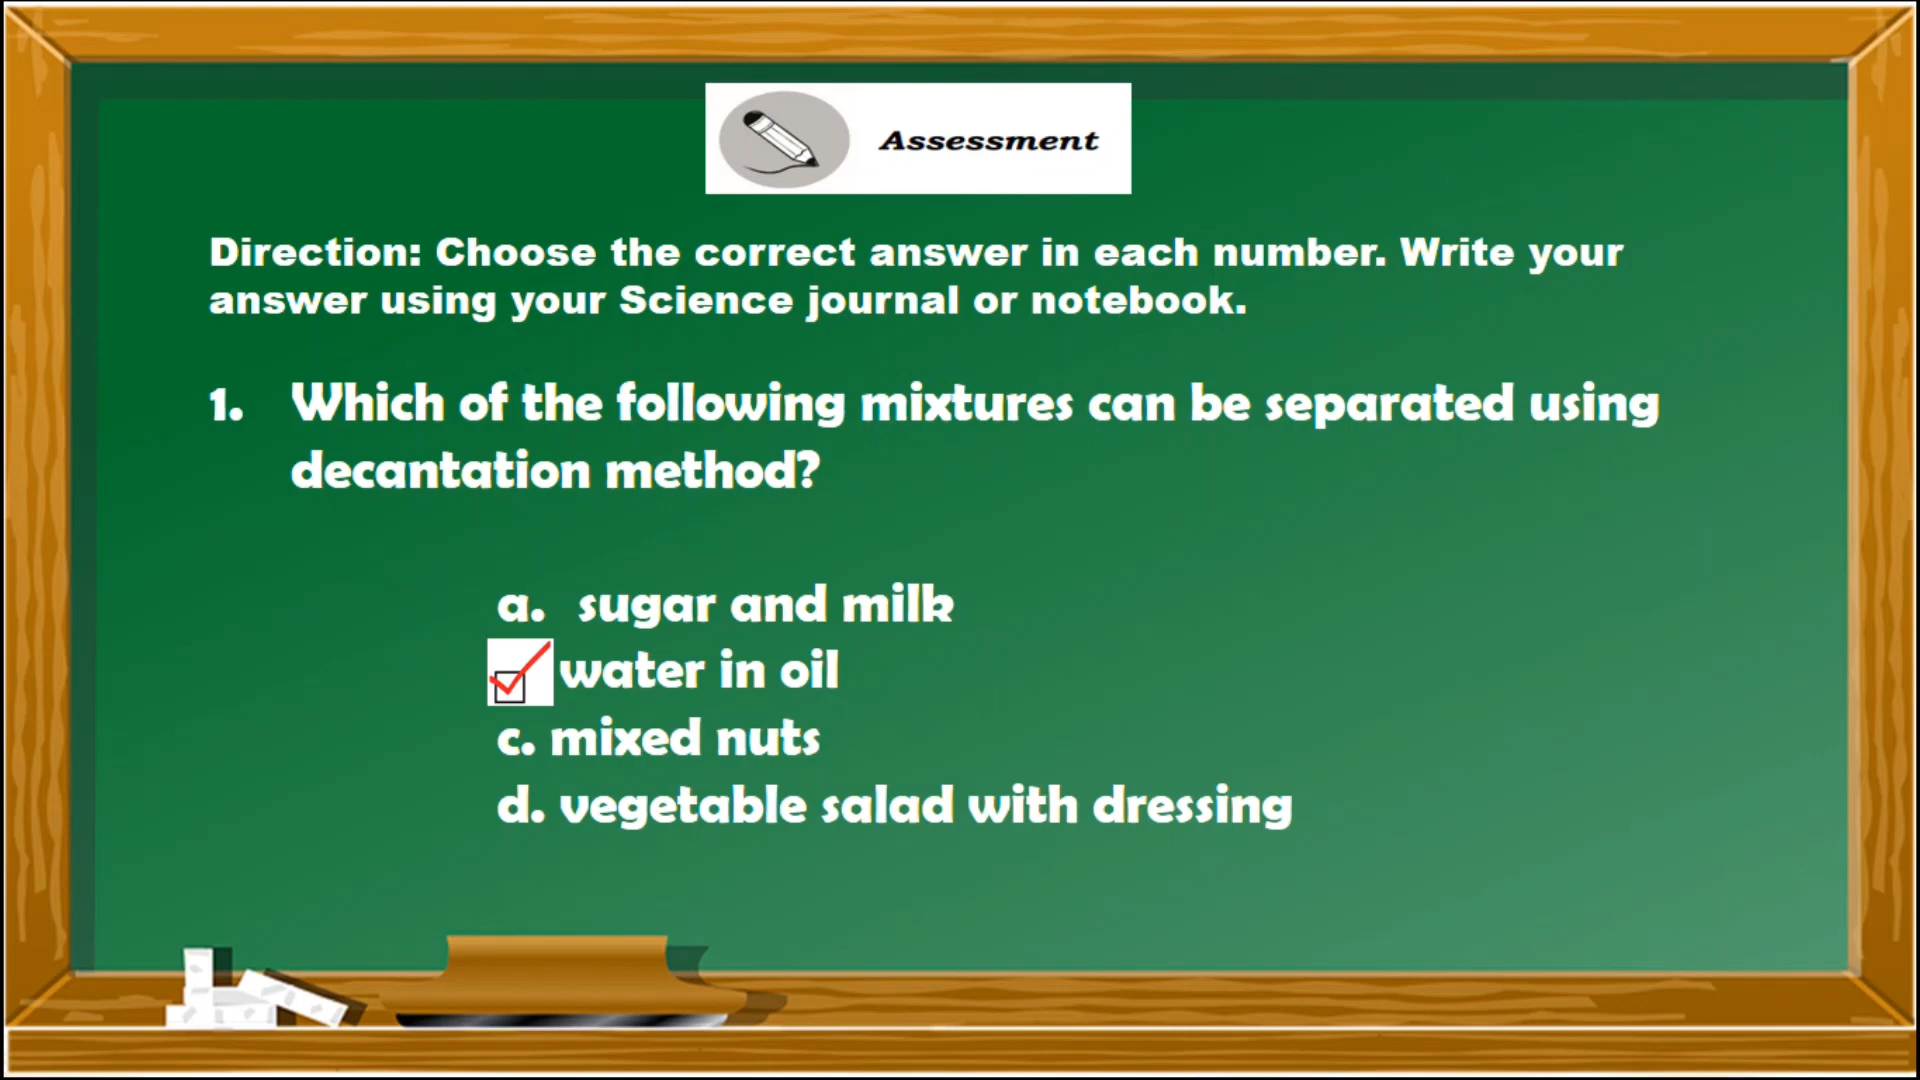 Assessment
Direction: Choose the correct answer in each number. Write your
answer using your Science journal or notebook.
1. Which of the following mixtures can be separated using
decantation method?
a. sugar and milk
water in oil
c. mixed nuts
d. vegetable salad with dressing